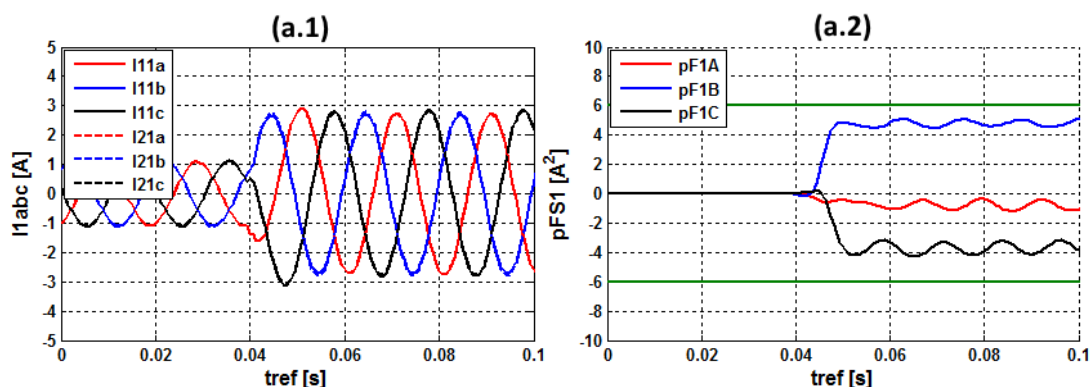 (a.1)
I1abc [A]
5
4
3
2
1
0
-1
-2
-3
-4
-5
I11a
I11b
I11c
I21a
I21b
I21c
0
0.02
0.04
0.06
0.08
0.1
tref [s]
(a.2)
pFS1 [A²]
10
8
6
4
2
0
-2
-4
-6
-8
-10
pF1A
pF1B
pF1C
0
0.02
0.04
0.06
0.08
0.1
tref [s]